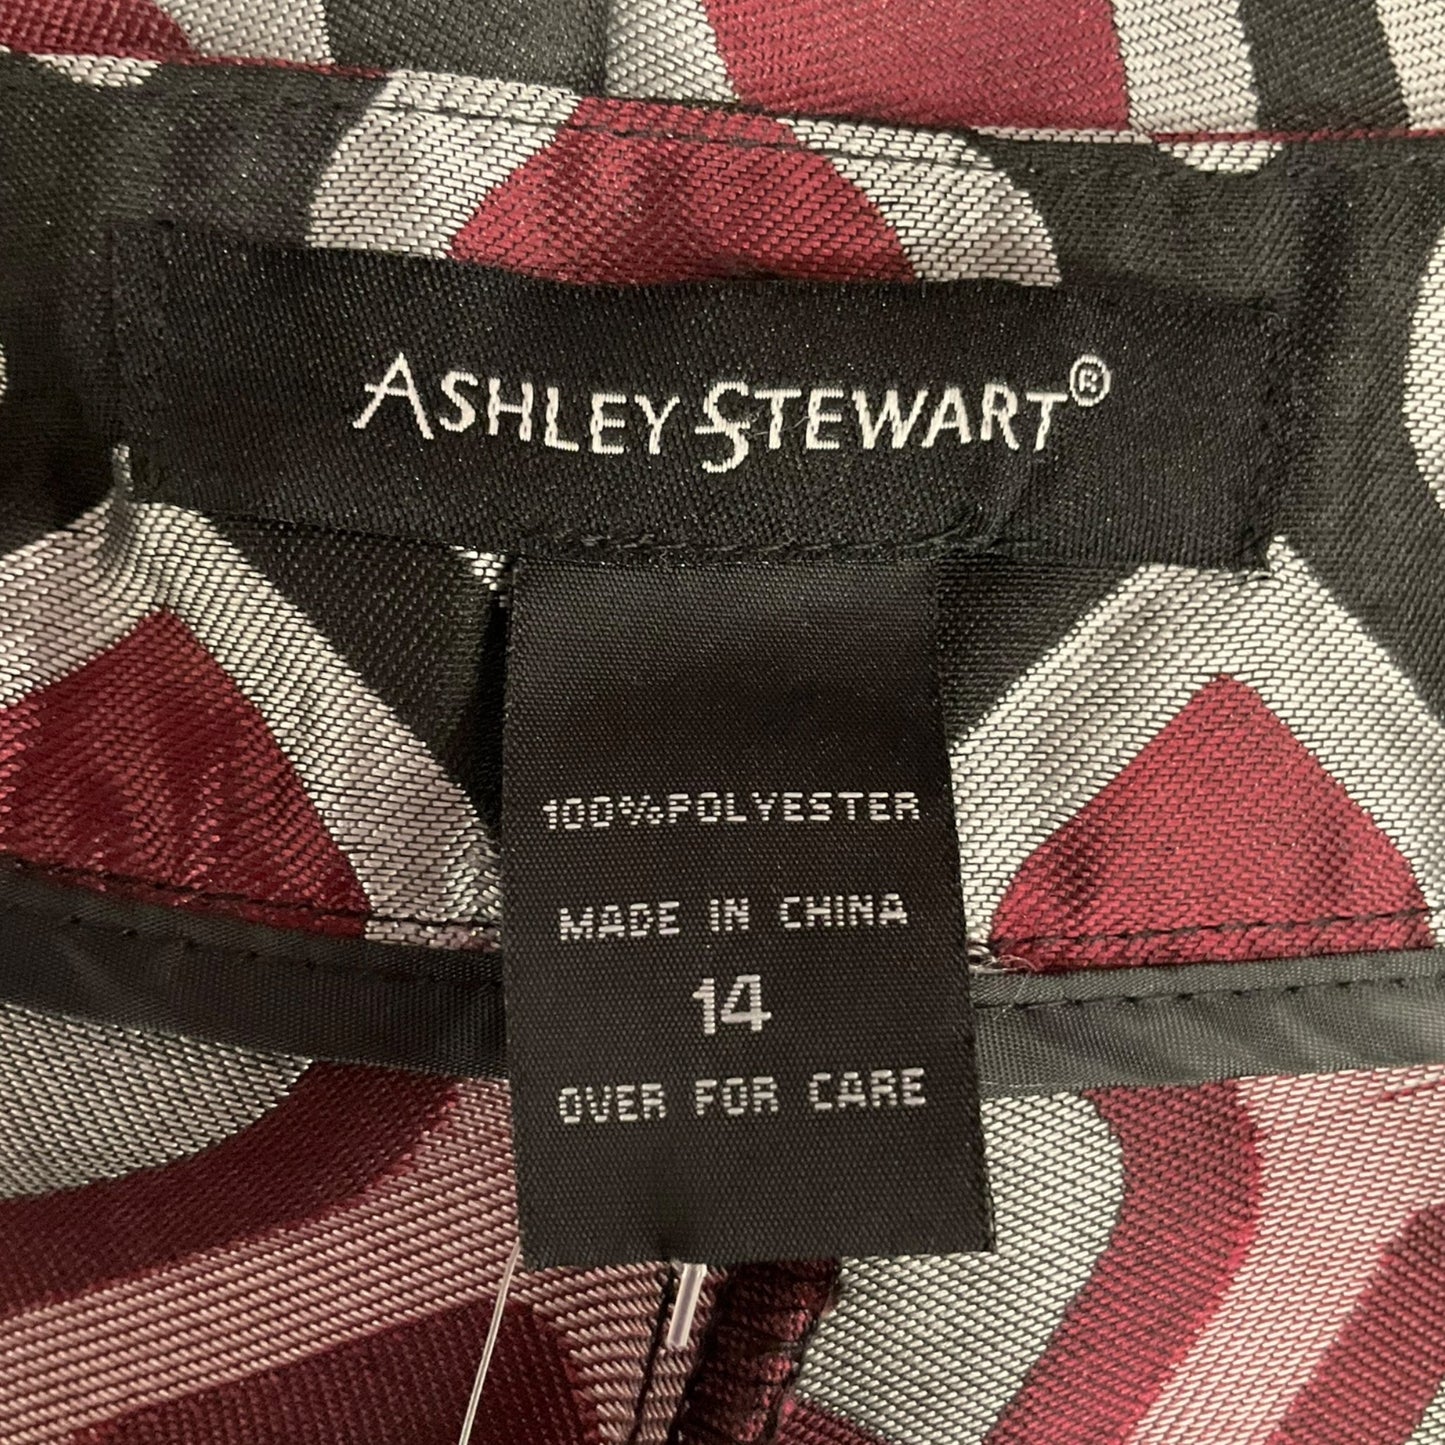 ASHLEY STEWART®
100%POLYESTER
MADE IN CHINA
14
OVER FOR CARE